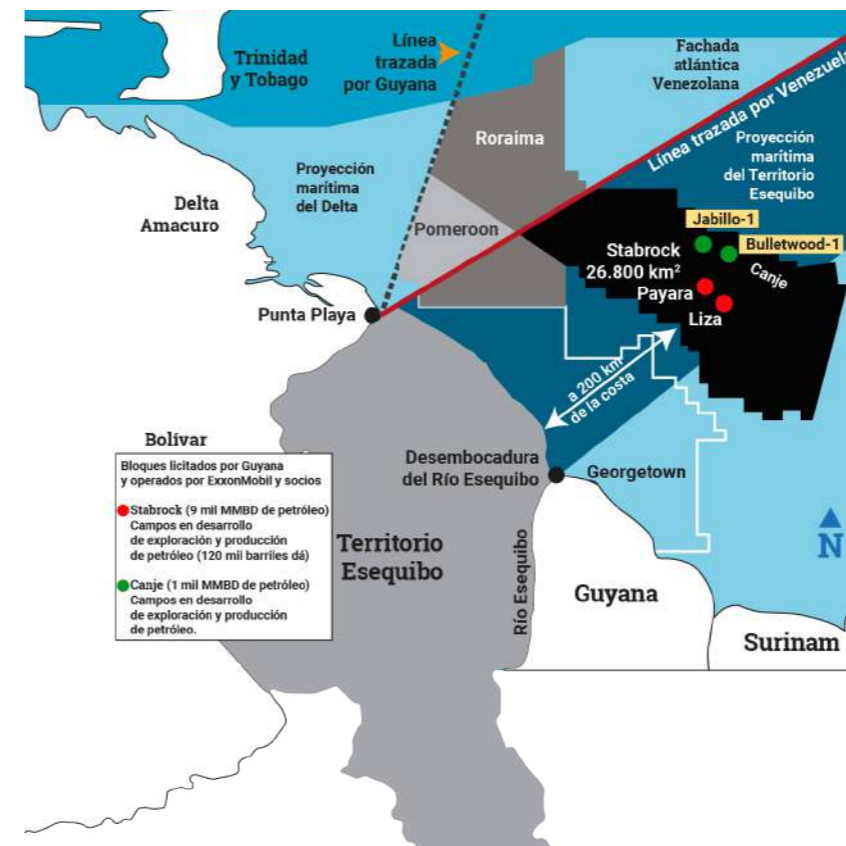 Trinidad
y Tobago
Línea
trazada
por Guyana
Fachada
atlántica
Venezolana
Línea trazada por Venezuela
Roraima
Proyección
marítima
del Territorio
Esequibo
Proyección
marítima
del Delta
Delta
Amacuro
Pomeroon
Jabillo-1
Bulletwood-1
Canje
Stabrock
26.800 km²
Payara
Liza
Punta Playa
a 200 km
de la costa
Bolívar
Bloques licitados por Guyana
y operados por ExxonMobil y socios
Stabrock (9 mil MMBD de petróleo)
Campos en desarrollo
de exploración y producción
de petróleo (120 mil barriles dá)
Canje (1 mil MMBD de petróleo)
Campos en desarrollo
de exploración y producción
de petróleo.
Desembocadura
del Río Esequibo
Georgetown
Territorio
Esequibo
Río Esequibo
Guyana
N
Surinam